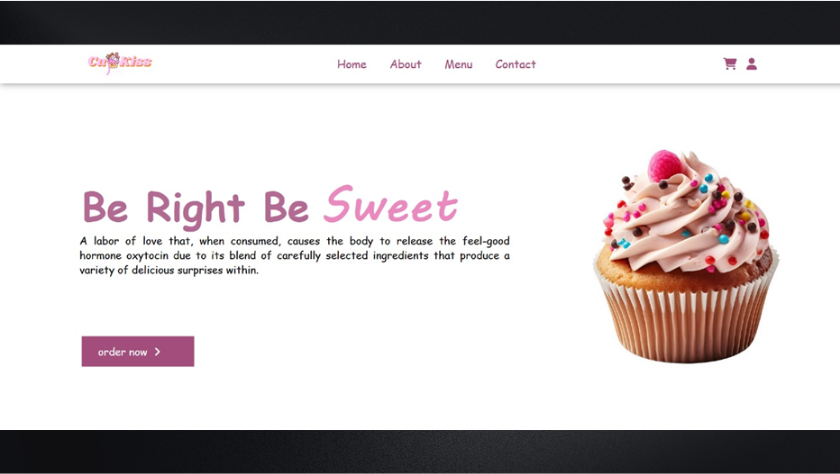 CupKiss
Home About Menu Contact
Be Right Be Sweet
A labor of love that, when consumed, causes the body to release the feel-good
hormone oxytocin due to its blend of carefully selected ingredients that produce a
variety of delicious surprises within.
order now